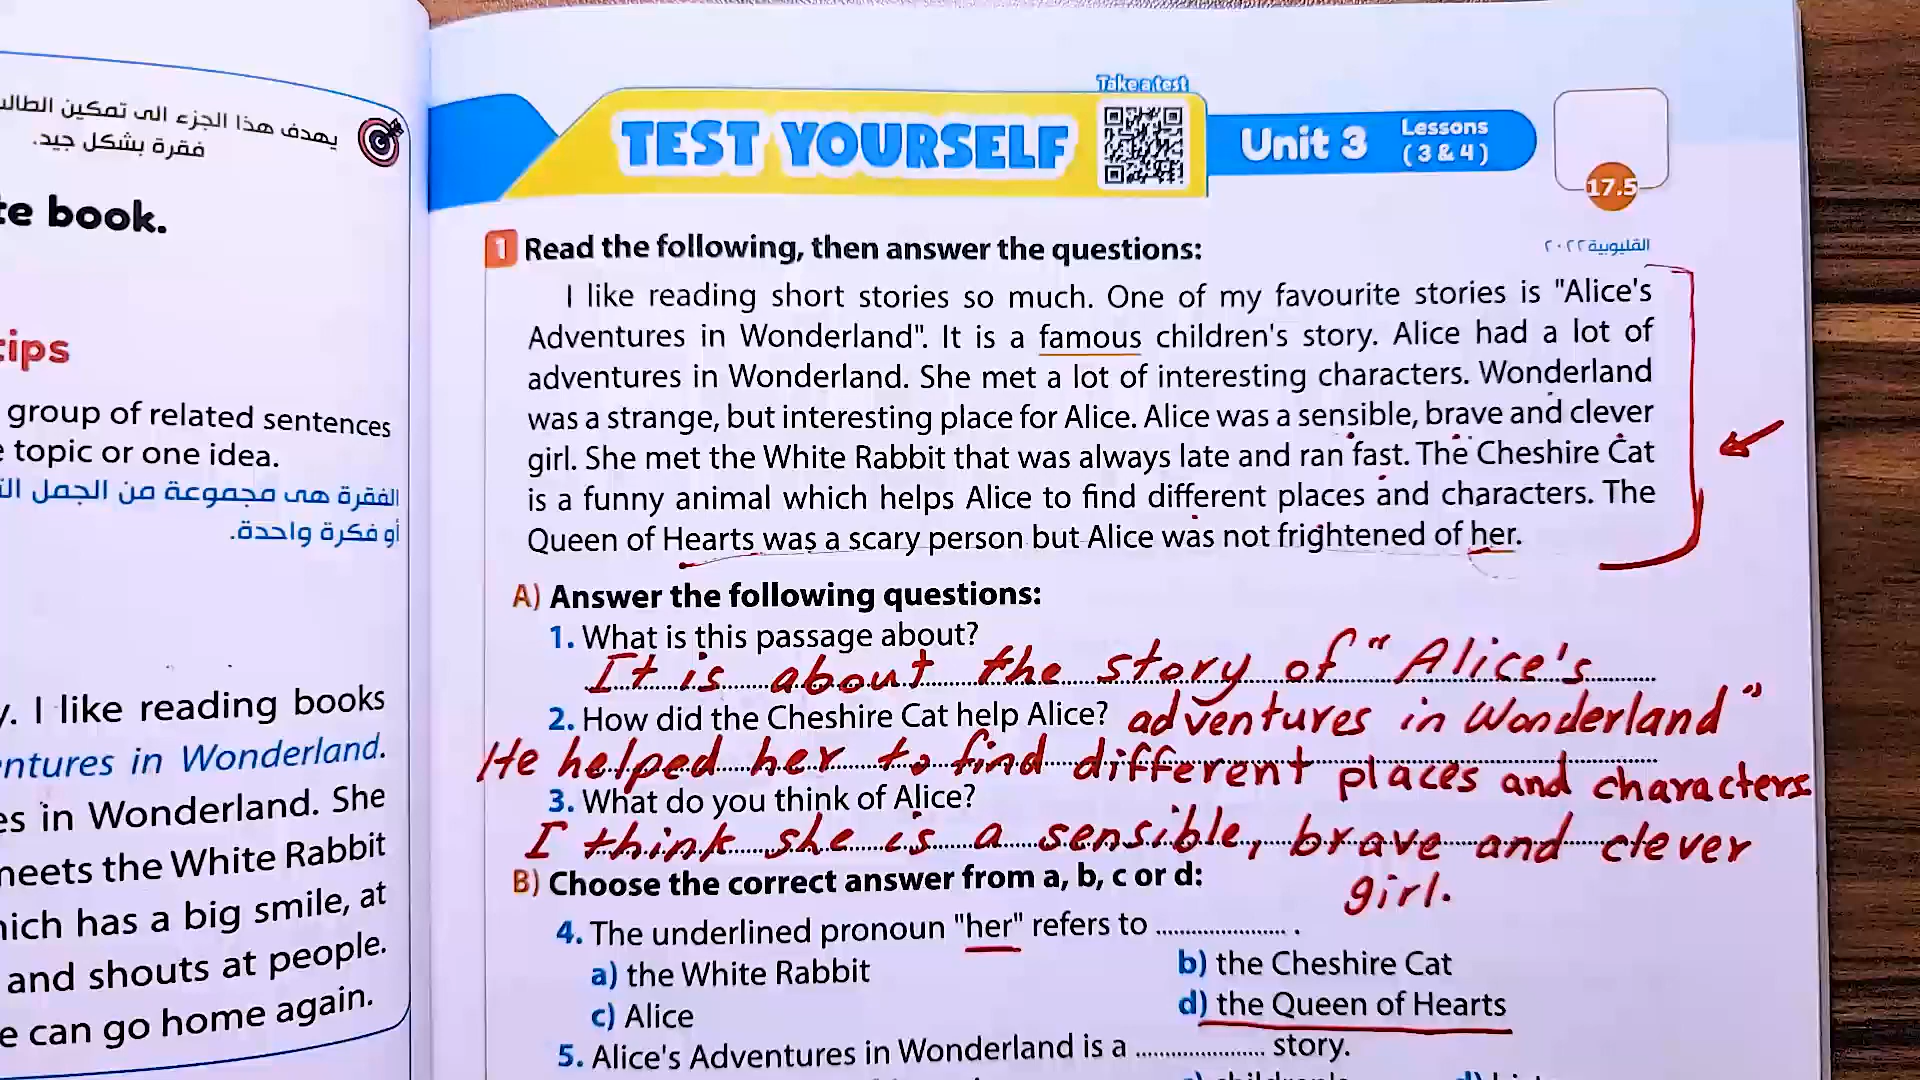 يهدف هذا الجزء الى تمكين
فقرة بشكل جيد.
book.
tips
group of related sentences
topic or one idea.
الفقرة هى مجموعة من الجمل
أو فكرة واحدة.
I like reading books
in Wonderland.
in Wonderland. She
meets the White Rabbit
which has a big smile, at
and shouts at people.
can go home again.
Take a test
TEST YOURSELF
Unit 3
Lessons
(3 & 4)
17.5
1 Read the following, then answer the questions:
القليوبية ٢٠٢٢
I like reading short stories so much. One of my favourite stories is "Alice's
Adventures in Wonderland". It is a famous children's story. Alice had a lot of
adventures in Wonderland. She met a lot of interesting characters. Wonderland
was a strange, but interesting place for Alice. Alice was a sensible, brave and clever
girl. She met the White Rabbit that was always late and ran fast. The Cheshire Cat
is a funny animal which helps Alice to find different places and characters. The
Queen of Hearts was a scary person but Alice was not frightened of her.
A) Answer the following questions:
1. What is this passage about?
It is about the story of "Alice's
2. How did the Cheshire Cat help Alice? adventures in Wonderland"
He helped her to find different places and characters
3. What do you think of Alice?
I think she is a sensible, brave and clever
girl.
B) Choose the correct answer from a, b, c or d:
4. The underlined pronoun "her" refers to ...................... .
a) the White Rabbit b) the Cheshire Cat
c) Alice d) the Queen of Hearts
5. Alice's Adventures in Wonderland is a ...................... story.